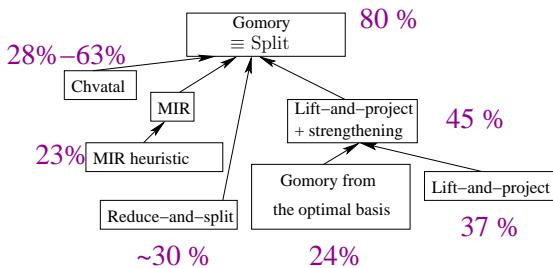 Gomory
≡ Split
80 %
28%−63%
Chvatal
MIR
Lift−and−project
+ strengthening
45 %
23%
MIR heuristic
Gomory from
the optimal basis
Lift−and−project
Reduce−and−split
37 %
~30 %
24%